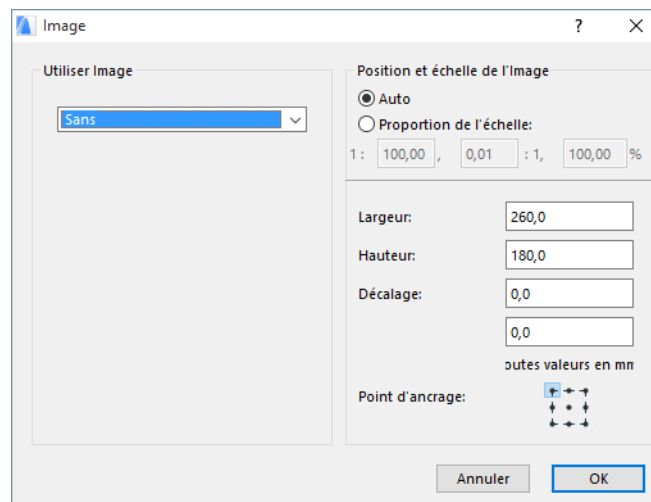 Image
Utiliser Image
Sans
Position et échelle de l'Image
Auto
Proportion de l'échelle:
1 : 100,00 , 0,01 : 1, 100,00 %
Largeur: 260,0
Hauteur: 180,0
Décalage: 0,0
0,0
outes valeurs en mm
Point d'ancrage:
Annuler OK